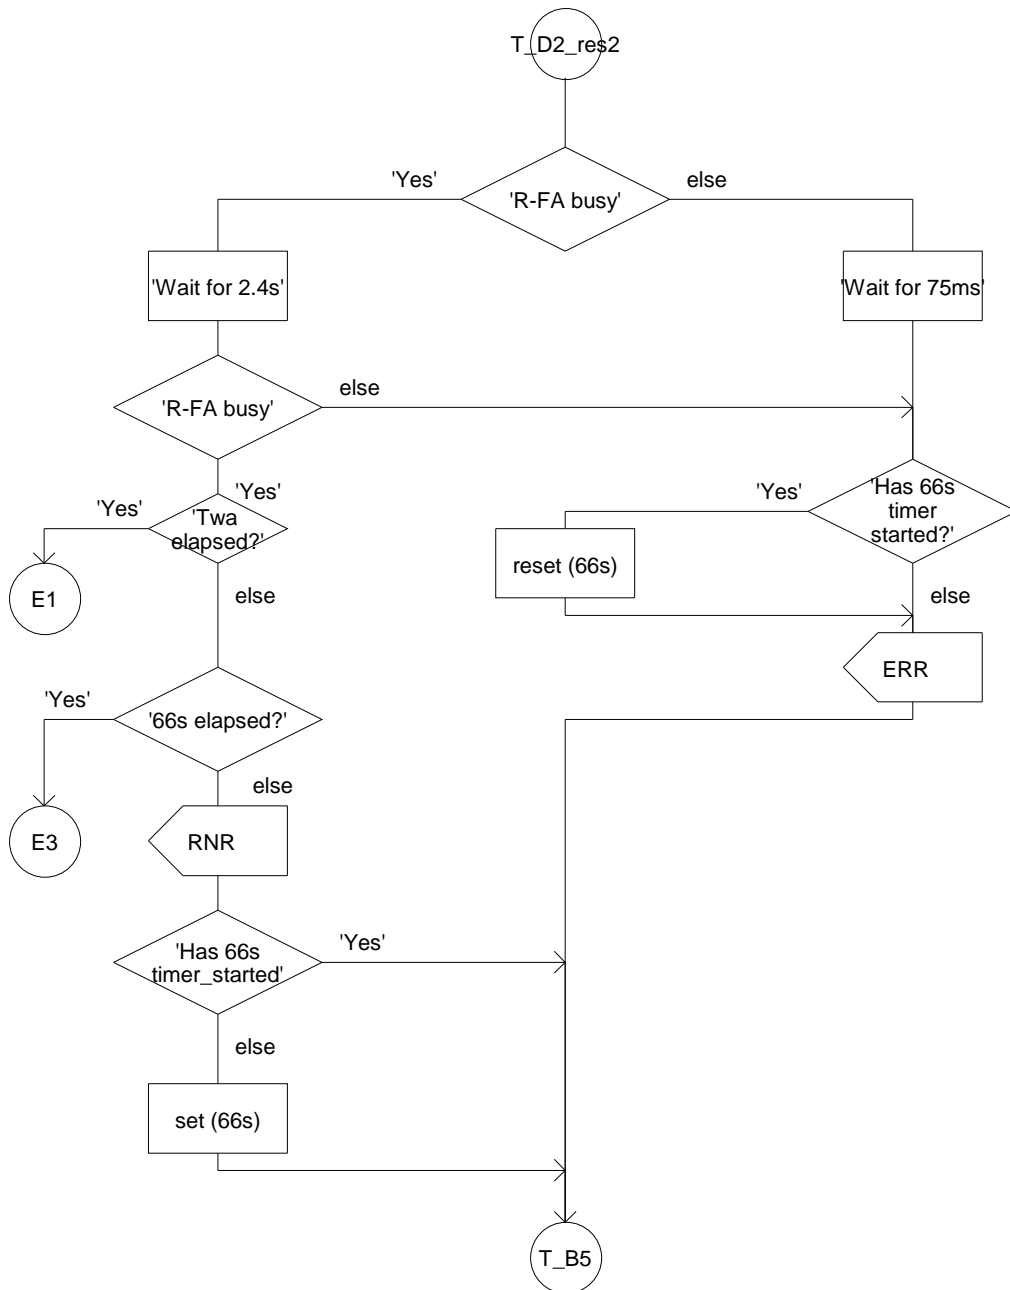 T_D2_res2
'Yes'
else
'R-FA busy'
'Wait for 2.4s'
'Wait for 75ms'
else
'R-FA busy'
'Yes'
'Yes'
'Twa
elapsed?'
'Yes'
'Has 66s
timer
started?'
reset (66s)
E1
else
else
ERR
'Yes'
'66s elapsed?'
else
E3
RNR
'Yes'
'Has 66s
timer_started'
else
set (66s)
T_B5